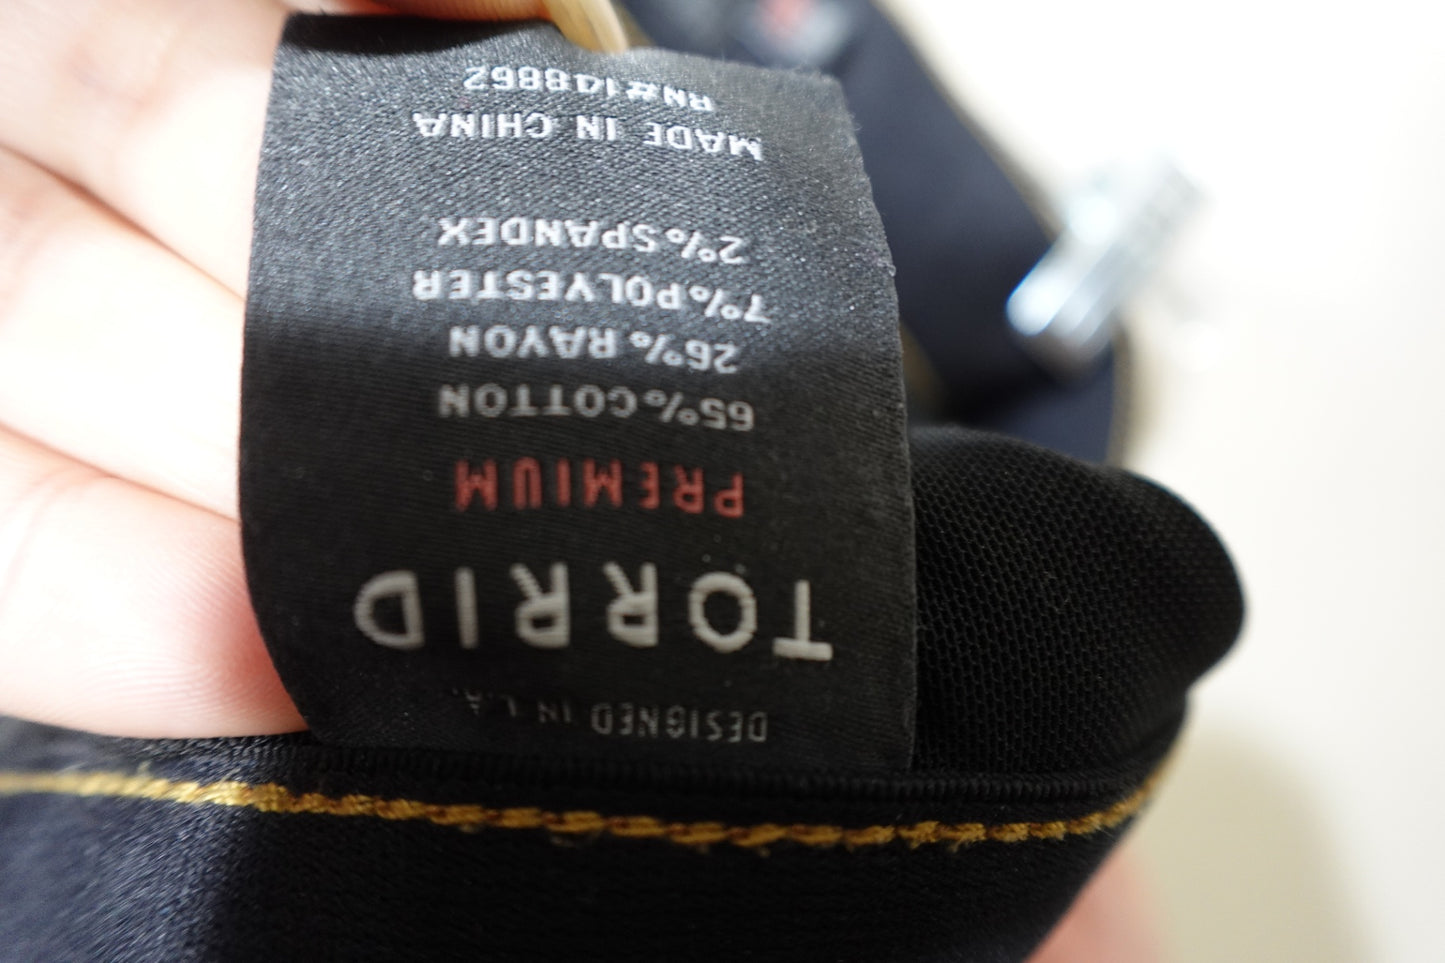 DESIGNED IN L.A.
TORRID
PREMIUM
65% COTTON
26% RAYON
7% POLYESTER
2% SPANDEX
MADE IN CHINA
RN#148862